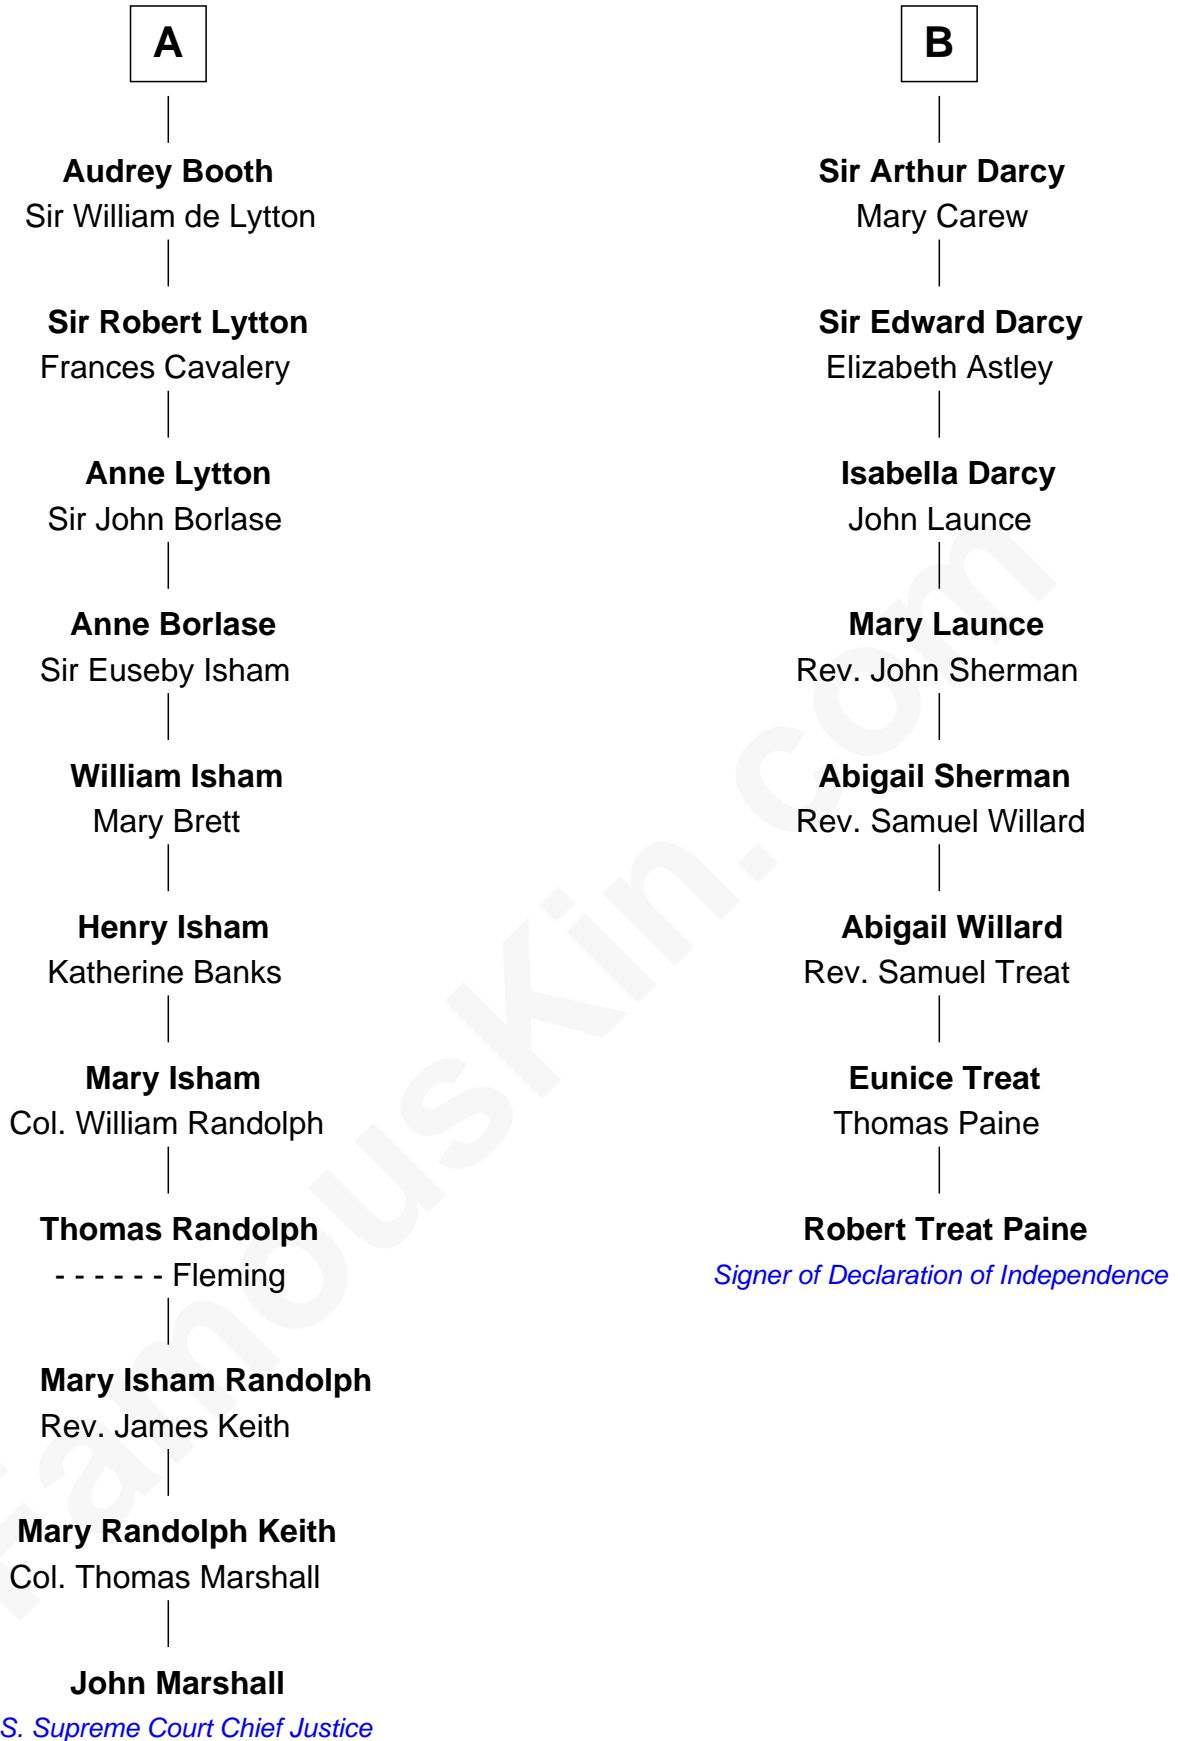 A
Audrey Booth
Sir William de Lytton
Sir Robert Lytton
Frances Cavalery
Anne Lytton
Sir John Borlase
Anne Borlase
Sir Euseby Isham
William Isham
Mary Brett
Henry Isham
Katherine Banks
Mary Isham
Col. William Randolph
Thomas Randolph
- - - - - - Fleming
Mary Isham Randolph
Rev. James Keith
Mary Randolph Keith
Col. Thomas Marshall
John Marshall
S. Supreme Court Chief Justice
B
Sir Arthur Darcy
Mary Carew
Sir Edward Darcy
Elizabeth Astley
Isabella Darcy
John Launce
Mary Launce
Rev. John Sherman
Abigail Sherman
Rev. Samuel Willard
Abigail Willard
Rev. Samuel Treat
Eunice Treat
Thomas Paine
Robert Treat Paine
Signer of Declaration of Independence
FamousKin.com